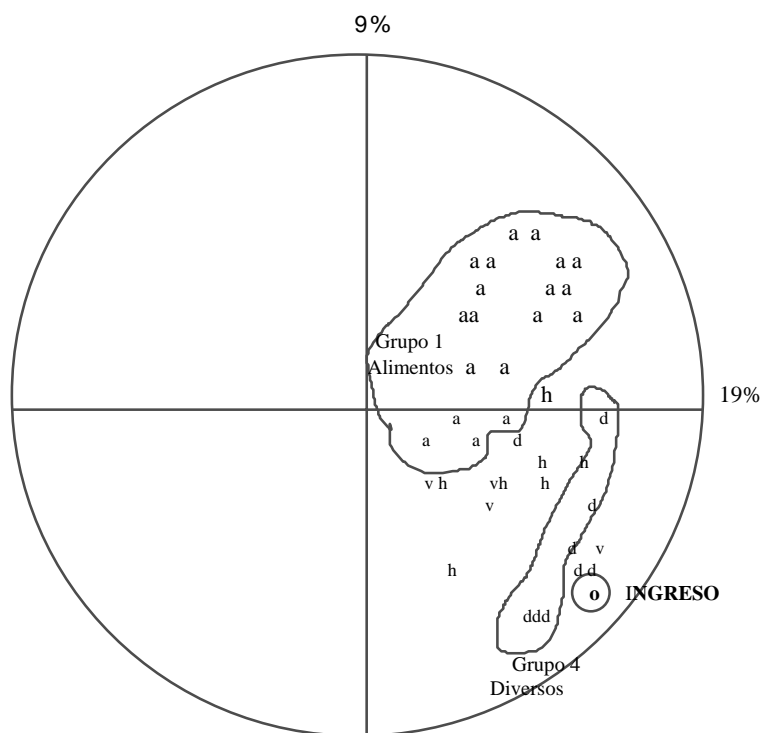 9%
a a
a a a a
a a a
aa a a
Grupo 1
Alimentos a a
h
19%
a a d
a a d
h h
v h vh h
v d
d v
h d d
o INGRESO
ddd
Grupo 4
Diversos